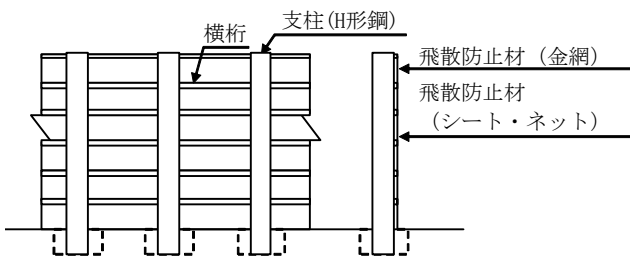 支柱(H形鋼)
横桁
飛散防止材（金網）
飛散防止材
（シート・ネット）